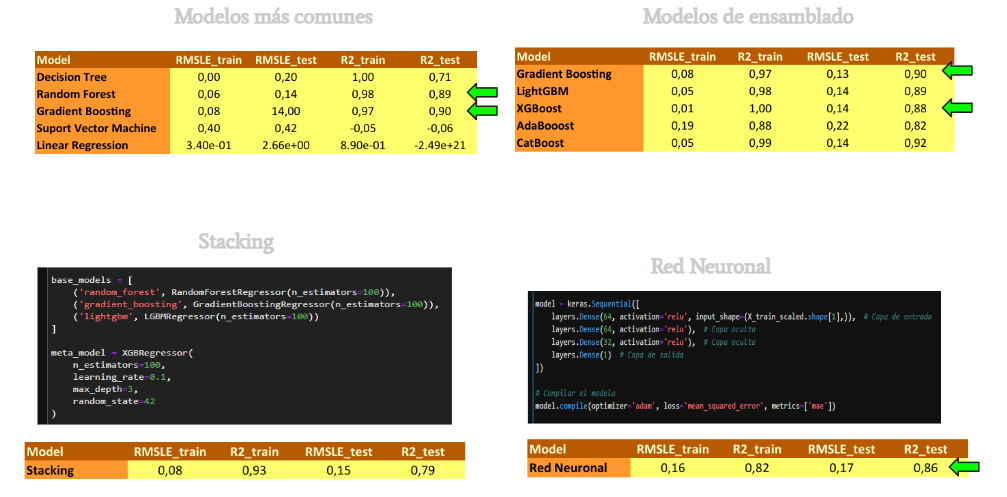 Modelos más comunes
Model RMSLE_train RMSLE_test R2_train R2_test
Decision Tree 0,00 0,20 1,00 0,71
Random Forest 0,06 0,14 0,98 0,89
Gradient Boosting 0,08 14,00 0,97 0,90
Suport Vector Machine 0,40 0,42 -0,05 -0,06
Linear Regression 3.40e-01 2.66e+00 8.90e-01 -2.49e+21
Modelos de ensamblado
Model RMSLE_train R2_train RMSLE_test R2_test
Gradient Boosting 0,08 0,97 0,13 0,90
LightGBM 0,05 0,98 0,14 0,89
XGBoost 0,01 1,00 0,14 0,88
AdaBooost 0,19 0,88 0,22 0,82
CatBoost 0,05 0,99 0,14 0,92
Stacking
base_models = [
('random_forest', RandomForestRegressor(n_estimators=100)),
('gradient_boosting', GradientBoostingRegressor(n_estimators=100)),
('lightgbm', LGBMRegressor(n_estimators=100))
]
meta_model = XGBRegressor(
n_estimators=100,
learning_rate=0.1,
max_depth=3,
random_state=42
)
Model RMSLE_train R2_train RMSLE_test R2_test
Stacking 0,08 0,93 0,15 0,79
Red Neuronal
model = keras.Sequential([
layers.Dense(64, activation='relu', input_shape=(X_train_scaled.shape[1],)), # Capa de entrada
layers.Dense(64, activation='relu'), # Capa oculta
layers.Dense(32, activation='relu'), # Capa oculta
layers.Dense(1) # Capa de salida
])
# Compilar el modelo
model.compile(optimizer='adam', loss='mean_squared_error', metrics=['mae'])
Model RMSLE_train R2_train RMSLE_test R2_test
Red Neuronal 0,16 0,82 0,17 0,86